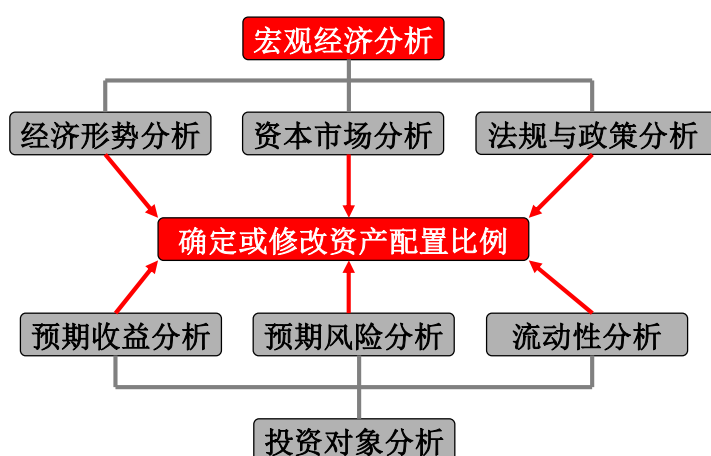 宏观经济分析
经济形势分析
资本市场分析
法规与政策分析
确定或修改资产配置比例
预期收益分析
预期风险分析
流动性分析
投资对象分析